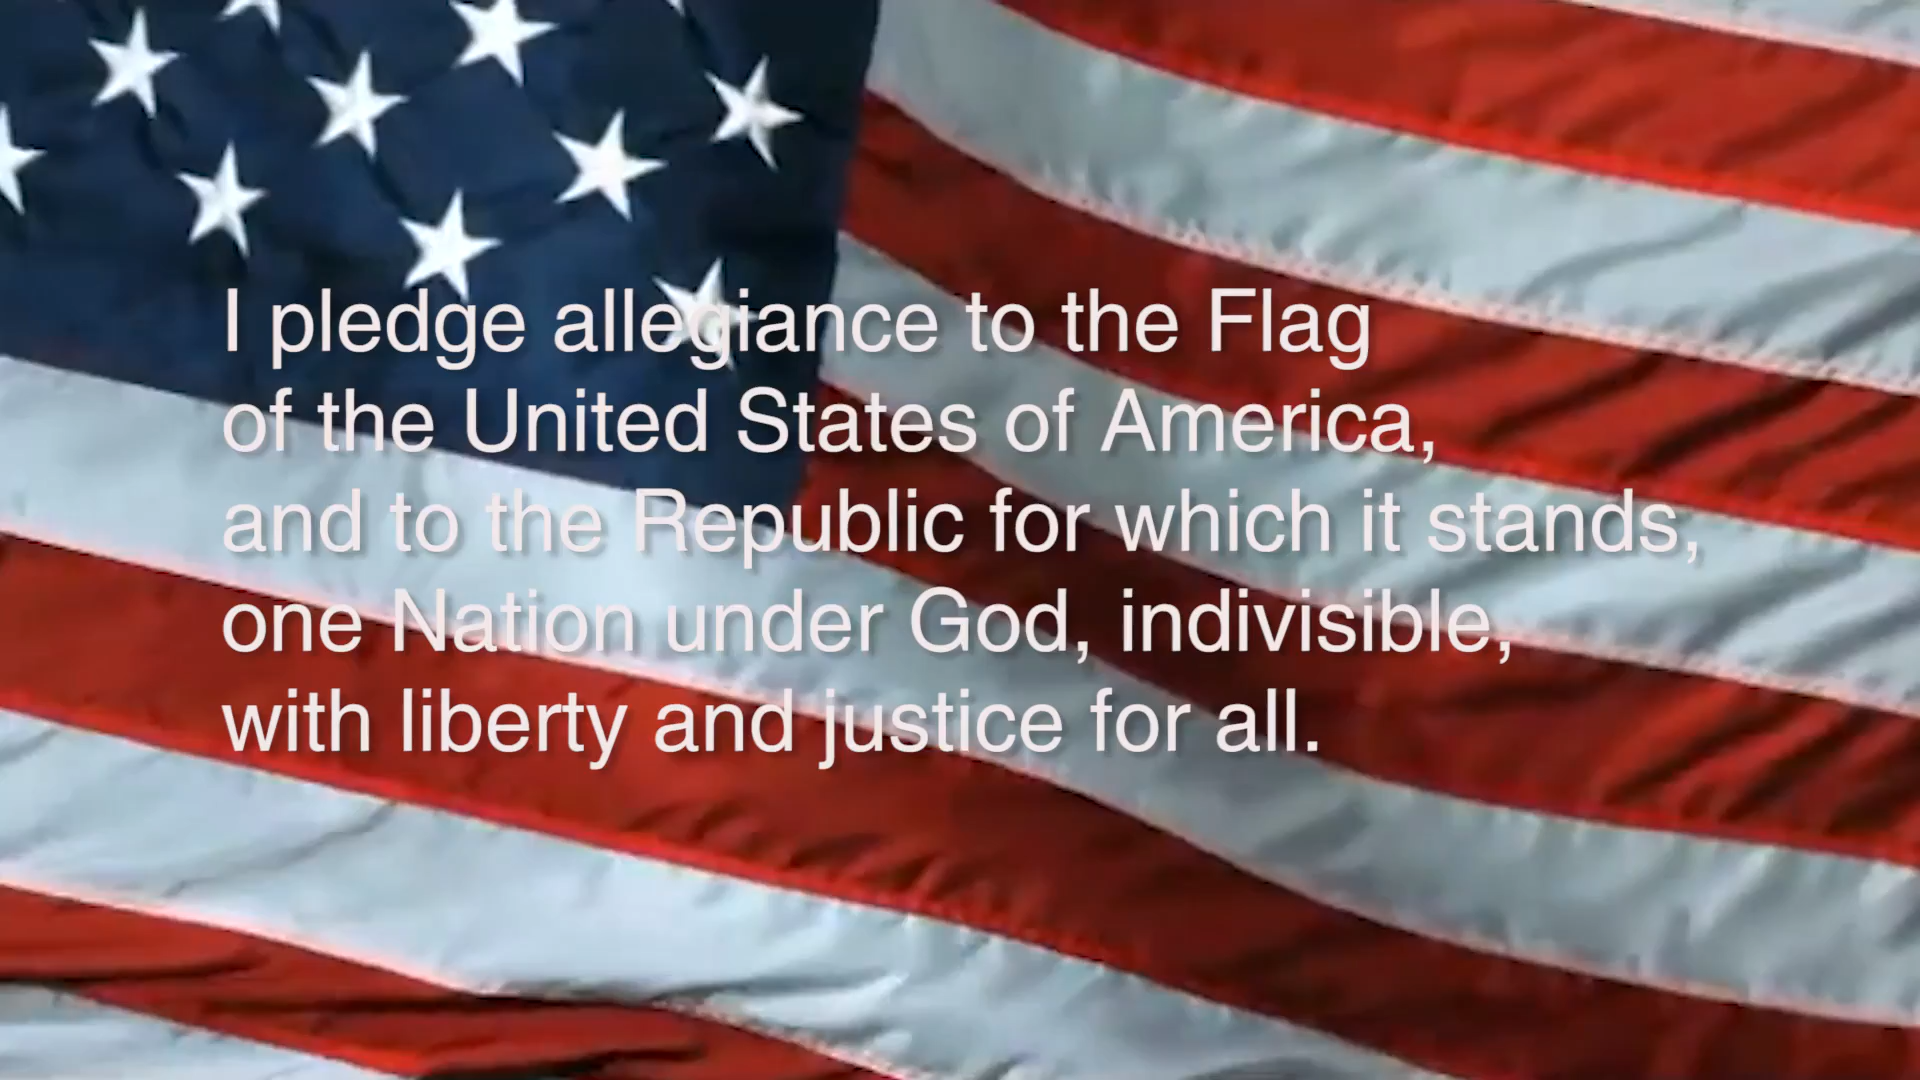 I pledge allegiance to the Flag
of the United States of America,
and to the Republic for which it stands,
one Nation under God, indivisible,
with liberty and justice for all.